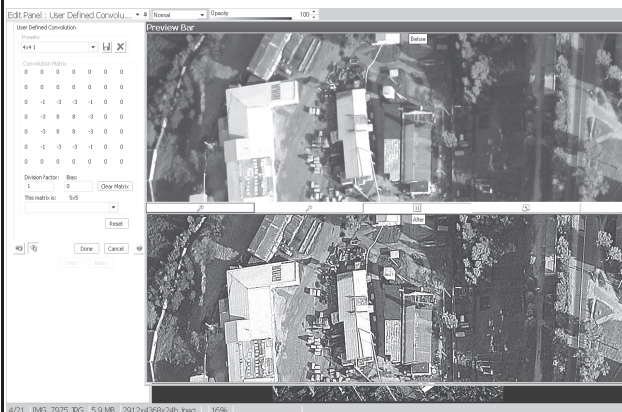 Edit Panel : User Defined Convolu...
Normal
Opacity
100
User Defined Convolution
Preview Bar
Presets
Before
4x4 1
Convolution Matrix
0 0 0 0 0 0 0
0 0 0 0 0 0 0
0 -1 -3 -3 -1 0 0
0 -3 8 8 -3 0 0
0 -3 8 8 -3 0 0
0 -1 -3 -3 -1 0 0
0 0 0 0 0 0 0
Division factor: Bias:
1 0 Clear Matrix
This matrix is: 5x5
Reset
After
Done Cancel
Undo Redo
4/21 IMG_7975.JPG 5.9 MB 2912x4368x24b jpeg 16%